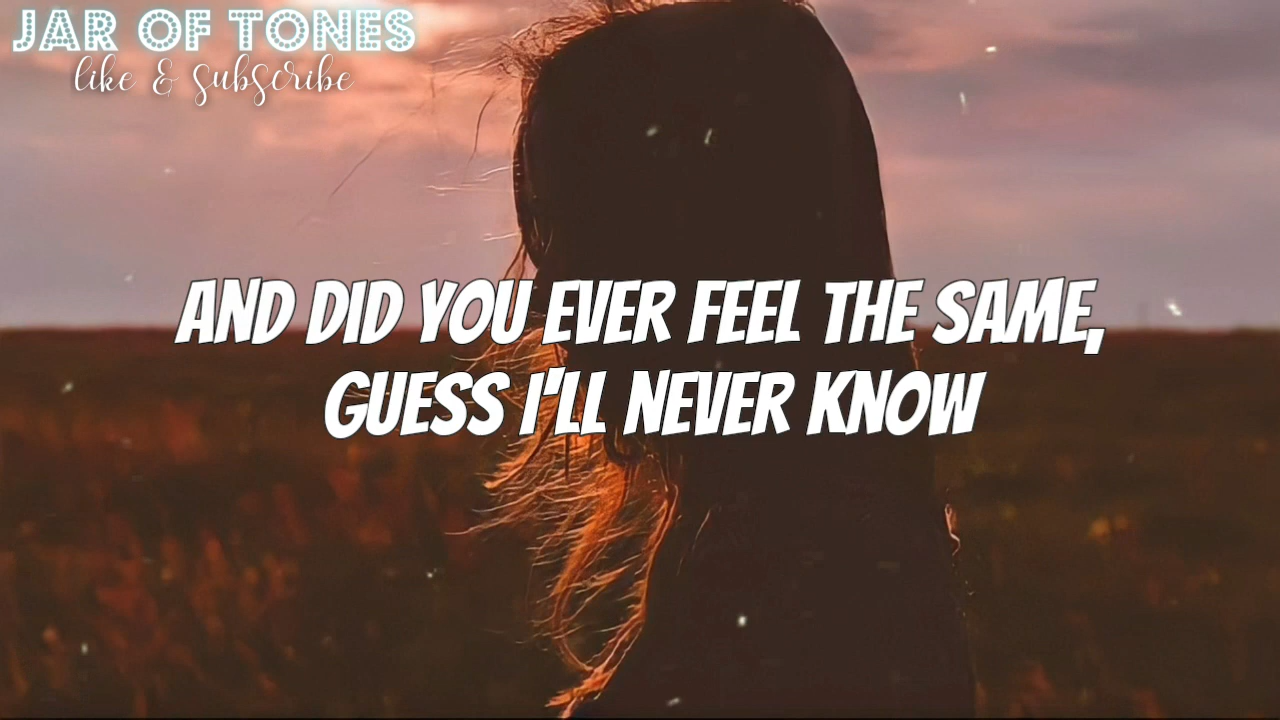 JAR OF TONES
like & subscribe
AND DID YOU EVER FEEL THE SAME,
GUESS I'LL NEVER KNOW